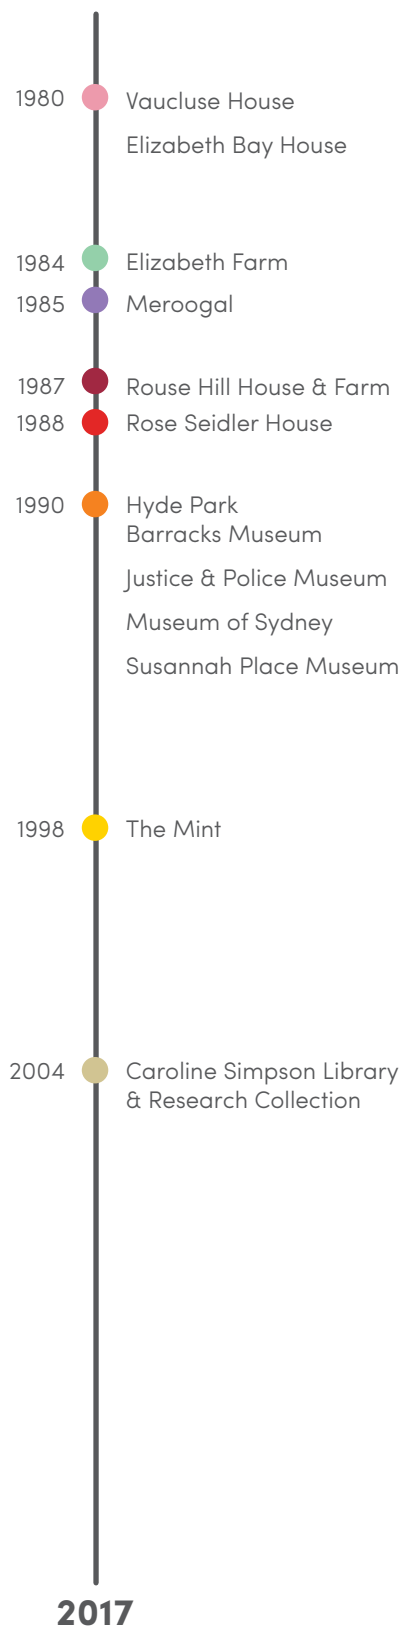 1980 Vaucluse House
Elizabeth Bay House
1984 Elizabeth Farm
1985 Meroogal
1987 Rouse Hill House & Farm
1988 Rose Seidler House
1990 Hyde Park
Barracks Museum
Justice & Police Museum
Museum of Sydney
Susannah Place Museum
1998 The Mint
2004 Caroline Simpson Library
& Research Collection
2017